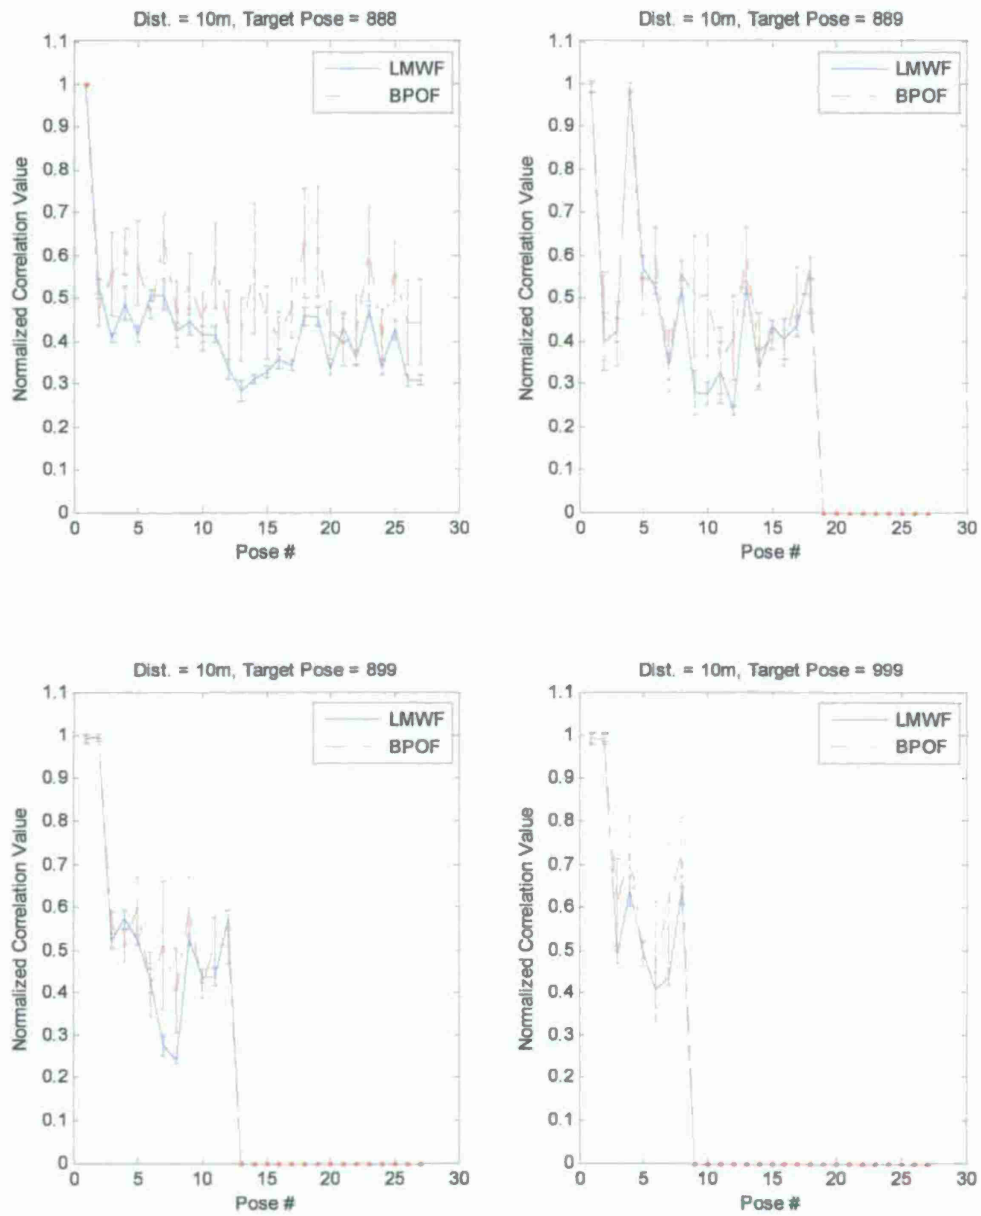 Dist. = 10m, Target Pose = 888
Normalized Correlation Value
1.1
1
0.9
0.8
0.7
0.6
0.5
0.4
0.3
0.2
0.1
0
LMWF
BPOF
0 5 10 15 20 25 30
Pose #
Dist. = 10m, Target Pose = 889
Normalized Correlation Value
1.1
1
0.9
0.8
0.7
0.6
0.5
0.4
0.3
0.2
0.1
0
LMWF
BPOF
0 5 10 15 20 25 30
Pose #
Dist. = 10m, Target Pose = 899
Normalized Correlation Value
1.1
1
0.9
0.8
0.7
0.6
0.5
0.4
0.3
0.2
0.1
0
LMWF
BPOF
0 5 10 15 20 25 30
Pose #
Dist. = 10m, Target Pose = 999
Normalized Correlation Value
1.1
1
0.9
0.8
0.7
0.6
0.5
0.4
0.3
0.2
0.1
0
LMWF
BPOF
0 5 10 15 20 25 30
Pose #